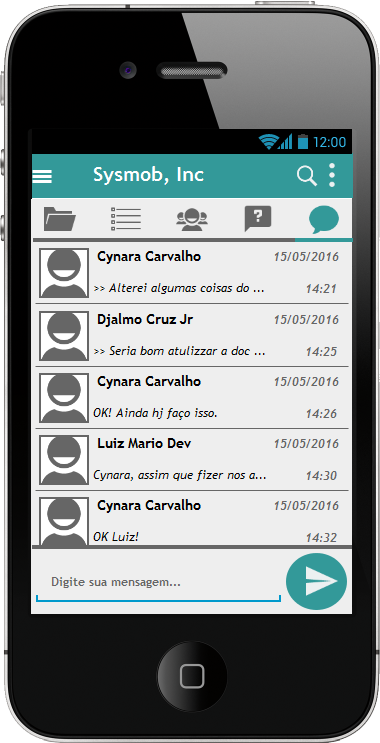 12:00
Sysmob, Inc
?
Cynara Carvalho 15/05/2016
>> Alterei algumas coisas do ... 14:21
Djalmo Cruz Jr 15/05/2016
>> Seria bom atulizzar a doc ... 14:25
Cynara Carvalho 15/05/2016
OK! Ainda hj faço isso. 14:26
Luiz Mario Dev 15/05/2016
Cynara, assim que fizer nos a... 14:30
Cynara Carvalho 15/05/2016
OK Luiz! 14:32
Digite sua mensagem...